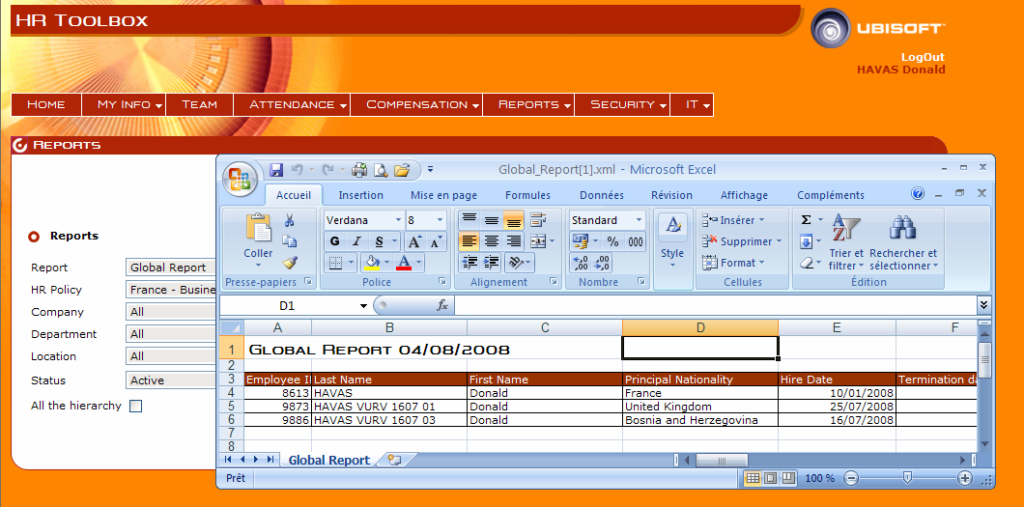 HR Toolbox
UBISOFT
LogOut
HAVAS Donald
Home My Info Team Attendance Compensation Reports Security IT
Reports
Global_Report[1].xml - Microsoft Excel
Accueil Insertion Mise en page Formules Données Révision Affichage Compléments
Verdana 8 Standard Σ Insérer
G I S A A % 000 Supprimer
Coller Style Format Trier et filtrer Rechercher et sélectionner
Presse-papiers Police Alignement Nombre Cellules Édition
D1 fx
A B C D E F
1 Global Report 04/08/2008
2
3 Employee I Last Name First Name Principal Nationality Hire Date Termination d
4 8613 HAVAS Donald France 10/01/2008
5 9873 HAVAS VURV 1607 01 Donald United Kingdom 25/07/2008
6 9886 HAVAS VURV 1607 03 Donald Bosnia and Herzegovina 16/07/2008
7
8
Global Report
Prêt 100 %
Reports
Report Global Report
HR Policy France - Busine
Company All
Department All
Location All
Status Active
All the hierarchy